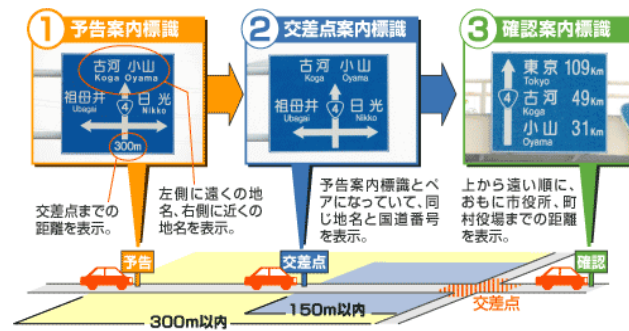 1 予告案内標識
古河 小山
Koga Oyama
祖母井 4 日光
Ubagai Nikko
300m
交差点までの
距離を表示。
左側に遠くの地
名、右側に近くの
地名を表示。
2 交差点案内標識
古河 小山
Koga Oyama
祖母井 4 日光
Ubagai Nikko
予告案内標識とペ
アになっていて、同
じ地名と国道番号
を表示。
3 確認案内標識
東京 109Km
Tokyo
4 古河 49Km
Koga
小山 31Km
Oyama
上から遠い順に、
おもに市役所、町
村役場までの距離
を表示。
予告
交差点
確認
交差点
150m以内
300m以内